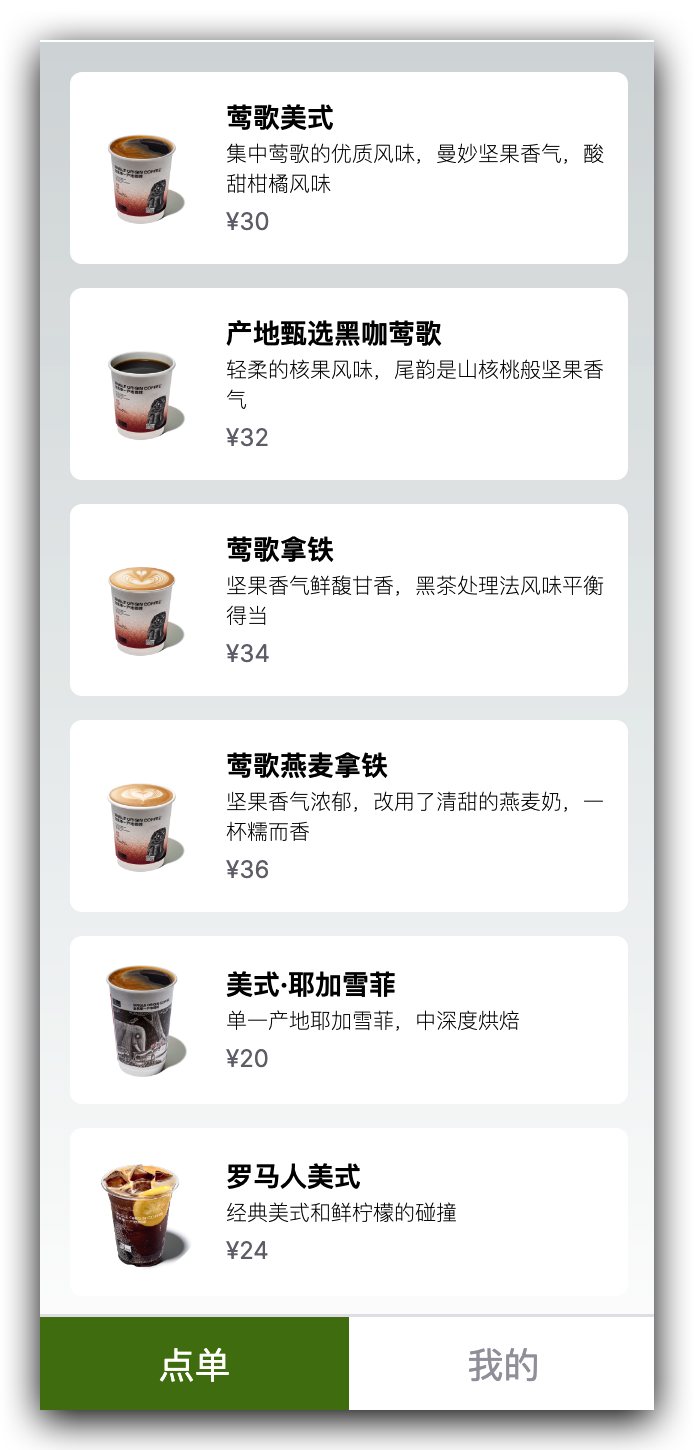 莺歌美式
集中莺歌的优质风味，曼妙坚果香气，酸
甜柑橘风味
¥30
产地甄选黑咖莺歌
轻柔的核果风味，尾韵是山核桃般坚果香
气
¥32
莺歌拿铁
坚果香气鲜馥甘香，黑茶处理法风味平衡
得当
¥34
莺歌燕麦拿铁
坚果香气浓郁，改用了清甜的燕麦奶，一
杯糯而香
¥36
美式·耶加雪菲
单一产地耶加雪菲，中深度烘焙
¥20
罗马人美式
经典美式和鲜柠檬的碰撞
¥24
点单
我的